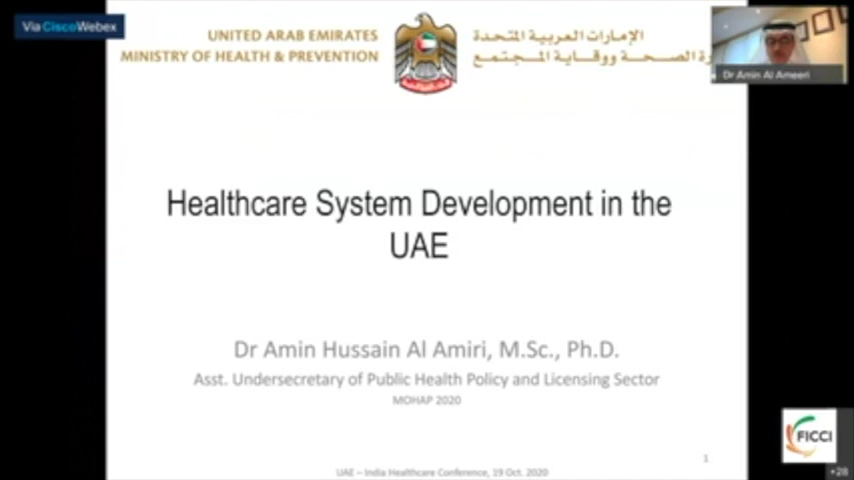 Via Cisco Webex
UNITED ARAB EMIRATES
MINISTRY OF HEALTH & PREVENTION
الإمارات العربية المتحدة
الصحة ووقاية المجتمع
Dr Amin Al Ameeri
Healthcare System Development in the
UAE
Dr Amin Hussain Al Amiri, M.Sc., Ph.D.
Asst. Undersecretary of Public Health Policy and Licensing Sector
MOHAP 2020
FICCI
1
UAE – India Healthcare Conference, 19 Oct. 2020
+28